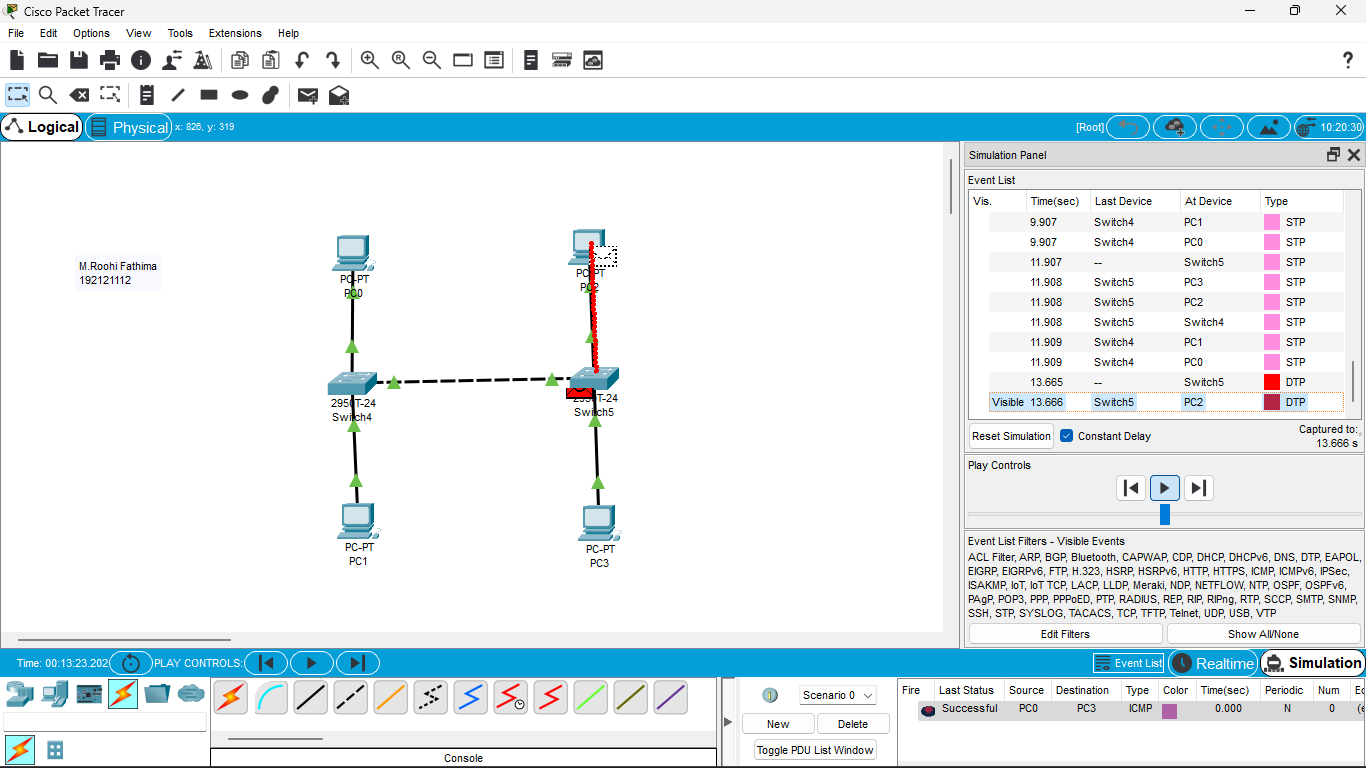 Cisco Packet Tracer
File Edit Options View Tools Extensions Help
Logical
Physical
x: 826, y: 319
[Root]
10:20:30
M.Roohi Fathima
192121112
PC-PT
PC0
PC-PT
PC2
2950T-24
Switch4
2950T-24
Switch5
PC-PT
PC1
PC-PT
PC3
Simulation Panel
Event List
Vis. Time(sec) Last Device At Device Type
9.907 Switch4 PC1 STP
9.907 Switch4 PC0 STP
11.907 -- Switch5 STP
11.908 Switch5 PC3 STP
11.908 Switch5 PC2 STP
11.908 Switch5 Switch4 STP
11.909 Switch4 PC1 STP
11.909 Switch4 PC0 STP
13.665 -- Switch5 DTP
Visible 13.666 Switch5 PC2 DTP
Reset Simulation
Constant Delay
Captured to:
13.666 s
Play Controls
Event List Filters - Visible Events
ACL Filter, ARP, BGP, Bluetooth, CAPWAP, CDP, DHCP, DHCPv6, DNS, DTP, EAPOL,
EIGRP, EIGRPv6, FTP, H.323, HSRP, HSRPv6, HTTP, HTTPS, ICMP, ICMPv6, IPSec,
ISAKMP, IoT, IoT TCP, LACP, LLDP, Meraki, NDP, NETFLOW, NTP, OSPF, OSPFv6,
PAgP, POP3, PPP, PPPoED, PTP, RADIUS, REP, RIP, RIPng, RTP, SCCP, SMTP, SNMP,
SSH, STP, SYSLOG, TACACS, TCP, TFTP, Telnet, UDP, USB, VTP
Edit Filters
Show All/None
Time: 00:13:23.202
PLAY CONTROLS:
Event List
Realtime
Simulation
Console
Scenario 0
New
Delete
Toggle PDU List Window
Fire Last Status Source Destination Type Color Time(sec) Periodic Num
Successful PC0 PC3 ICMP 0.000 N 0